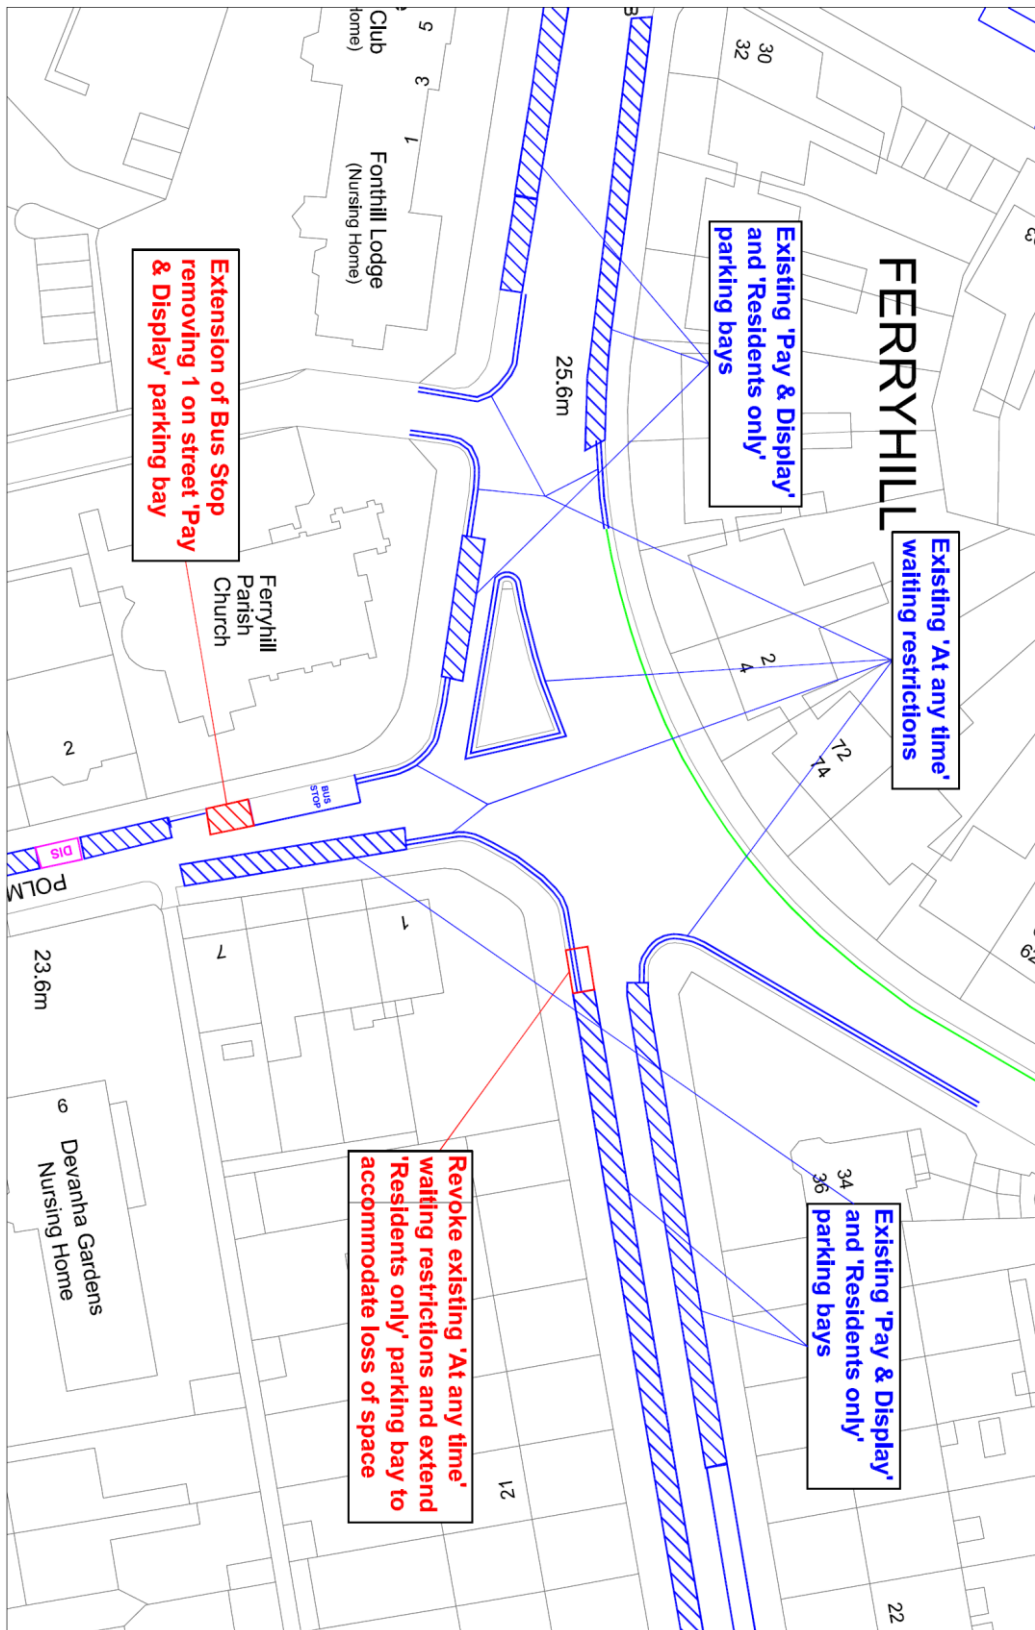 FERRYHILL
Existing 'Pay & Display'
and 'Residents only'
parking bays
Existing 'At any time'
waiting restrictions
Existing 'Pay & Display'
and 'Residents only'
parking bays
Extension of Bus Stop
removing 1 on street 'Pay
& Display' parking bay
Revoke existing 'At any time'
waiting restrictions and extend
'Residents only' parking bay to
accommodate loss of space
Club
5
3
1
Fonthill Lodge
(Nursing Home)
25.6m
30
32
2
4
72
74
62
34
36
22
21
Ferryhill
Parish
Church
2
BUS
STOP
DIS
POLM
23.6m
7
1
9
Devanha Gardens
Nursing Home